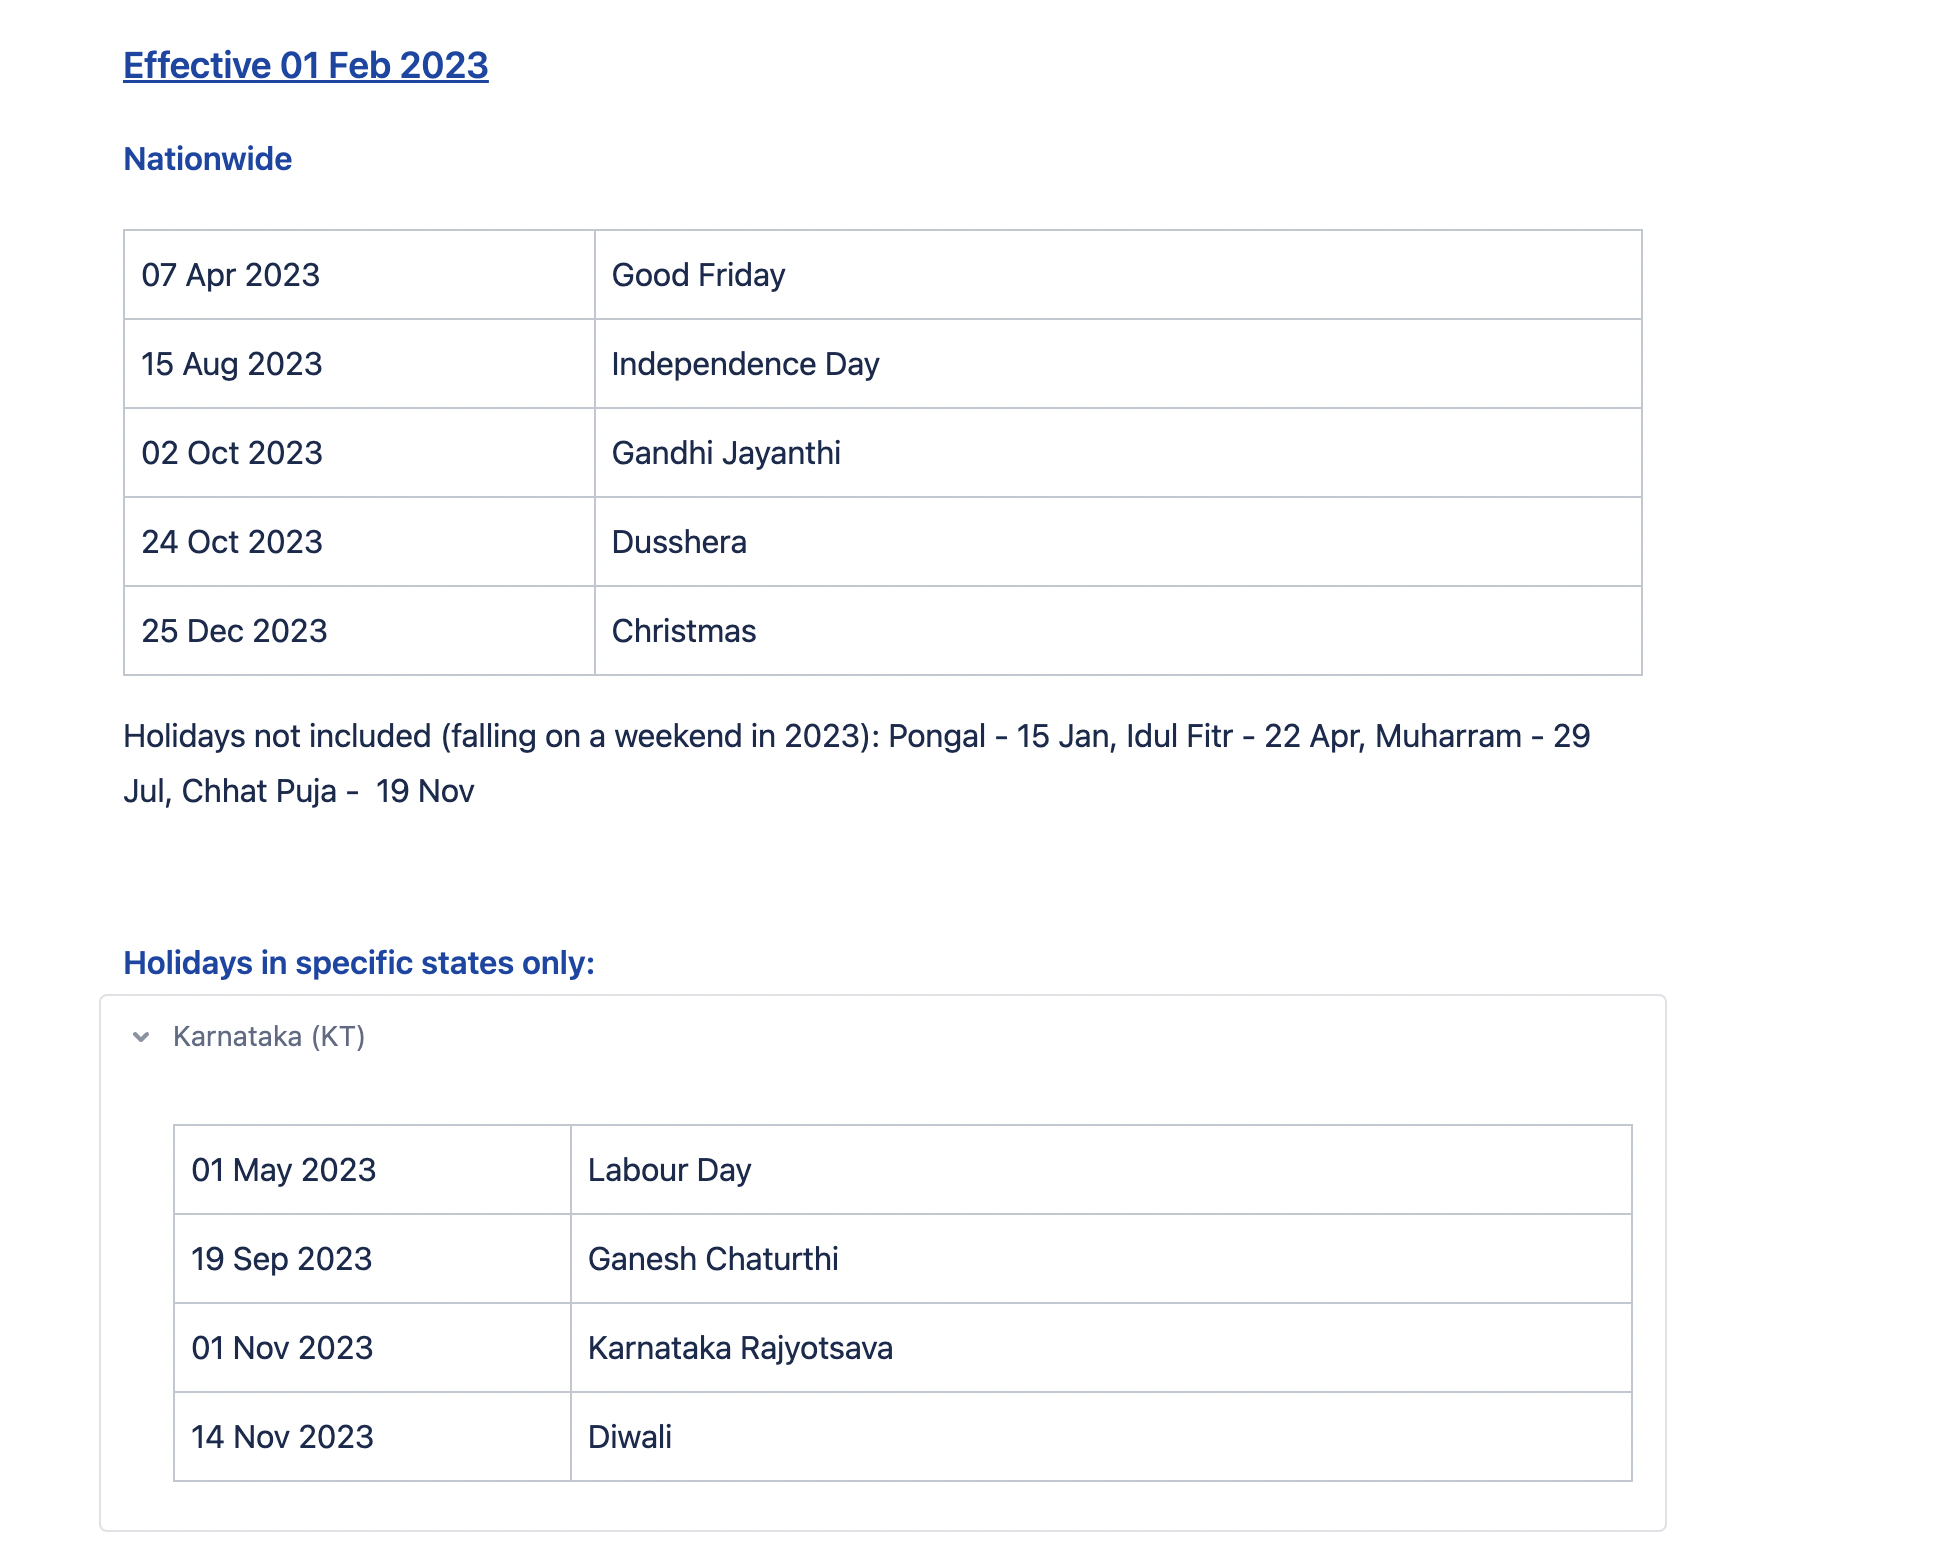 Effective 01 Feb 2023
Nationwide
07 Apr 2023 Good Friday
15 Aug 2023 Independence Day
02 Oct 2023 Gandhi Jayanthi
24 Oct 2023 Dusshera
25 Dec 2023 Christmas
Holidays not included (falling on a weekend in 2023): Pongal - 15 Jan, Idul Fitr - 22 Apr, Muharram - 29
Jul, Chhat Puja -  19 Nov
Holidays in specific states only:
Karnataka (KT)
01 May 2023 Labour Day
19 Sep 2023 Ganesh Chaturthi
01 Nov 2023 Karnataka Rajyotsava
14 Nov 2023 Diwali